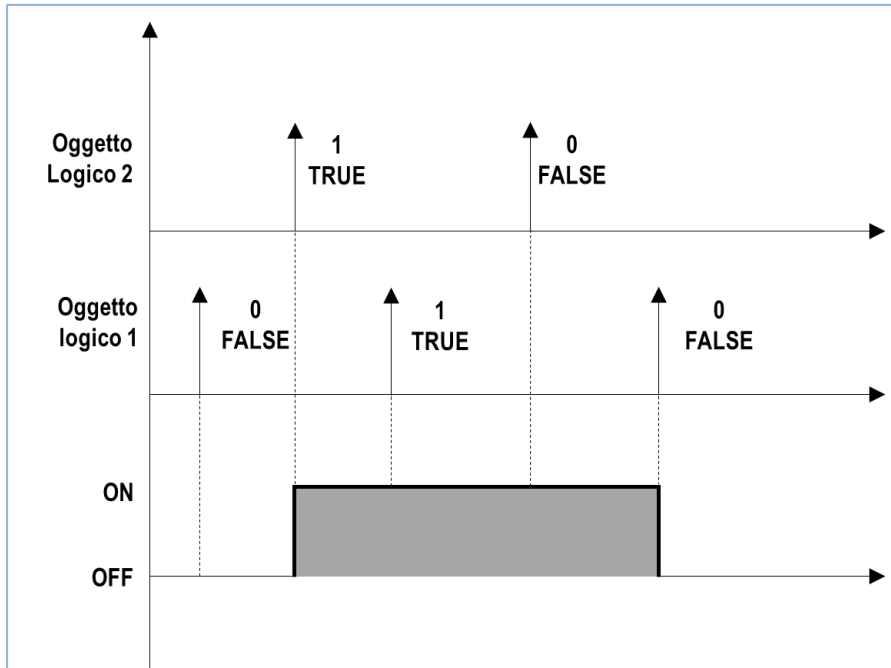 Oggetto
Logico 2
1
TRUE
0
FALSE
Oggetto
logico 1
0
FALSE
1
TRUE
0
FALSE
ON
OFF